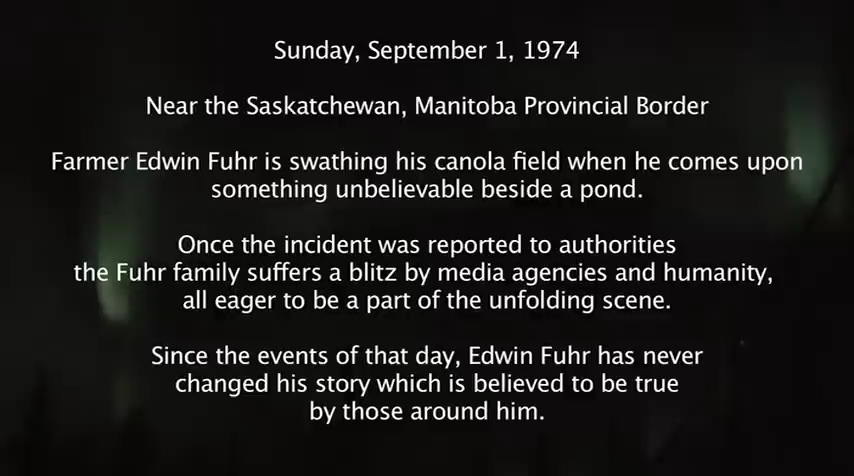 Sunday, September 1, 1974
Near the Saskatchewan, Manitoba Provincial Border
Farmer Edwin Fuhr is swathing his canola field when he comes upon
something unbelievable beside a pond.
Once the incident was reported to authorities
the Fuhr family suffers a blitz by media agencies and humanity,
all eager to be a part of the unfolding scene.
Since the events of that day, Edwin Fuhr has never
changed his story which is believed to be true
by those around him.